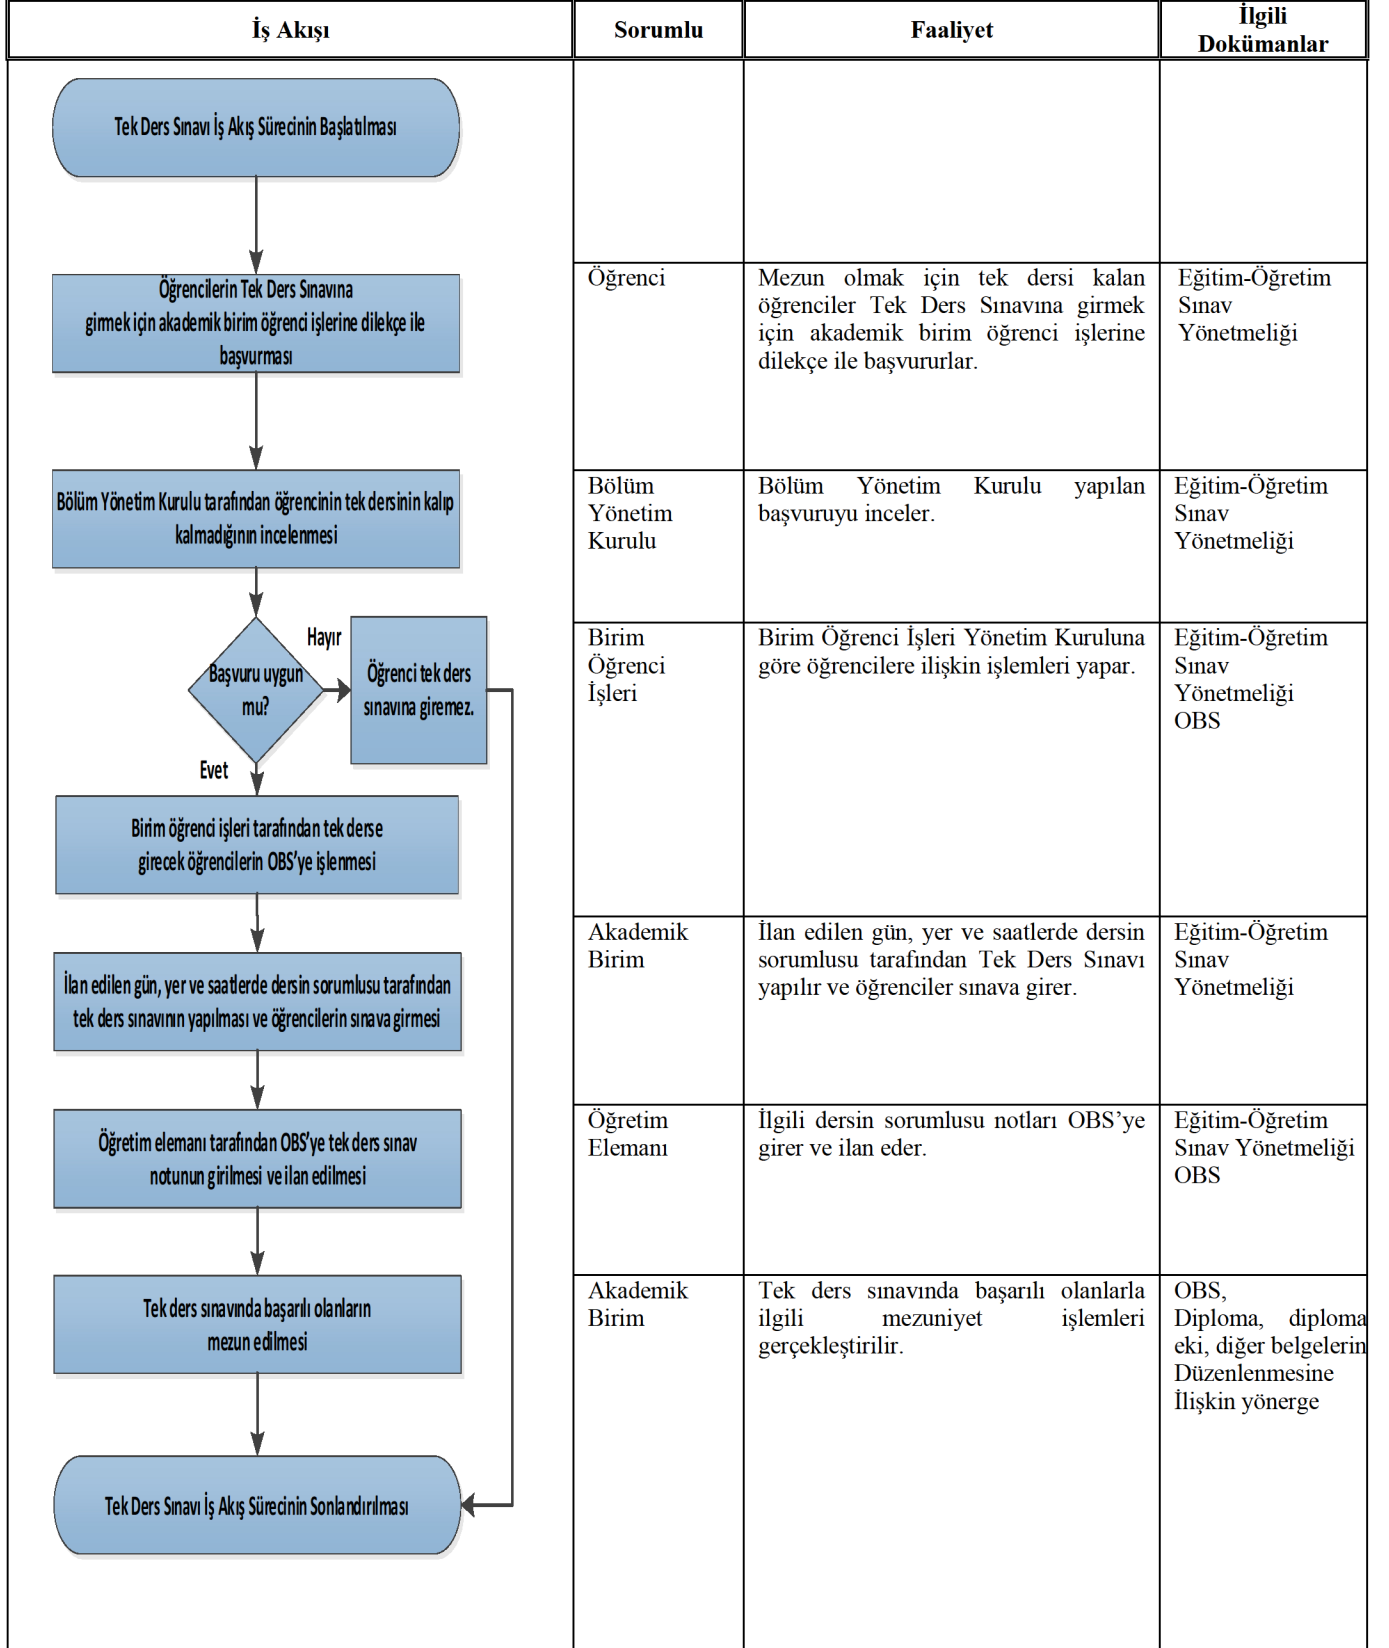 İş Akışı
Sorumlu
Faaliyet
İlgili
Dokümanlar
Tek Ders Sınavı İş Akış Sürecinin Başlatılması
Öğrencilerin Tek Ders Sınavına
girmek için akademik birim öğrenci işlerine dilekçe ile
başvurması
Öğrenci
Mezun olmak için tek dersi kalan
öğrenciler Tek Ders Sınavına girmek
için akademik birim öğrenci işlerine
dilekçe ile başvururlar.
Eğitim-Öğretim
Sınav
Yönetmeliği
Bölüm Yönetim Kurulu tarafından öğrencinin tek dersinin kalıp
kalmadığının incelenmesi
Bölüm
Yönetim
Kurulu
Bölüm Yönetim Kurulu yapılan
başvuruyu inceler.
Eğitim-Öğretim
Sınav
Yönetmeliği
Başvuru uygun
mu?
Hayır
Öğrenci tek ders
sınavına giremez.
Evet
Birim öğrenci işleri tarafından tek derse
girecek öğrencilerin OBS'ye işlenmesi
Birim
Öğrenci
İşleri
Birim Öğrenci İşleri Yönetim Kuruluna
göre öğrencilere ilişkin işlemleri yapar.
Eğitim-Öğretim
Sınav
Yönetmeliği
OBS
İlan edilen gün, yer ve saatlerde dersin sorumlusu tarafından
tek ders sınavının yapılması ve öğrencilerin sınava girmesi
Akademik
Birim
İlan edilen gün, yer ve saatlerde dersin
sorumlusu tarafından Tek Ders Sınavı
yapılır ve öğrenciler sınava girer.
Eğitim-Öğretim
Sınav
Yönetmeliği
Öğretim elemanı tarafından OBS'ye tek ders sınav
notunun girilmesi ve ilan edilmesi
Öğretim
Elemanı
İlgili dersin sorumlusu notları OBS’ye
girer ve ilan eder.
Eğitim-Öğretim
Sınav Yönetmeliği
OBS
Tek ders sınavında başarılı olanların
mezun edilmesi
Akademik
Birim
Tek ders sınavında başarılı olanlarla
ilgili mezuniyet işlemleri
gerçekleştirilir.
OBS,
Diploma, diploma
eki, diğer belgelerin
Düzenlenmesine
İlişkin yönerge
Tek Ders Sınavı İş Akış Sürecinin Sonlandırılması